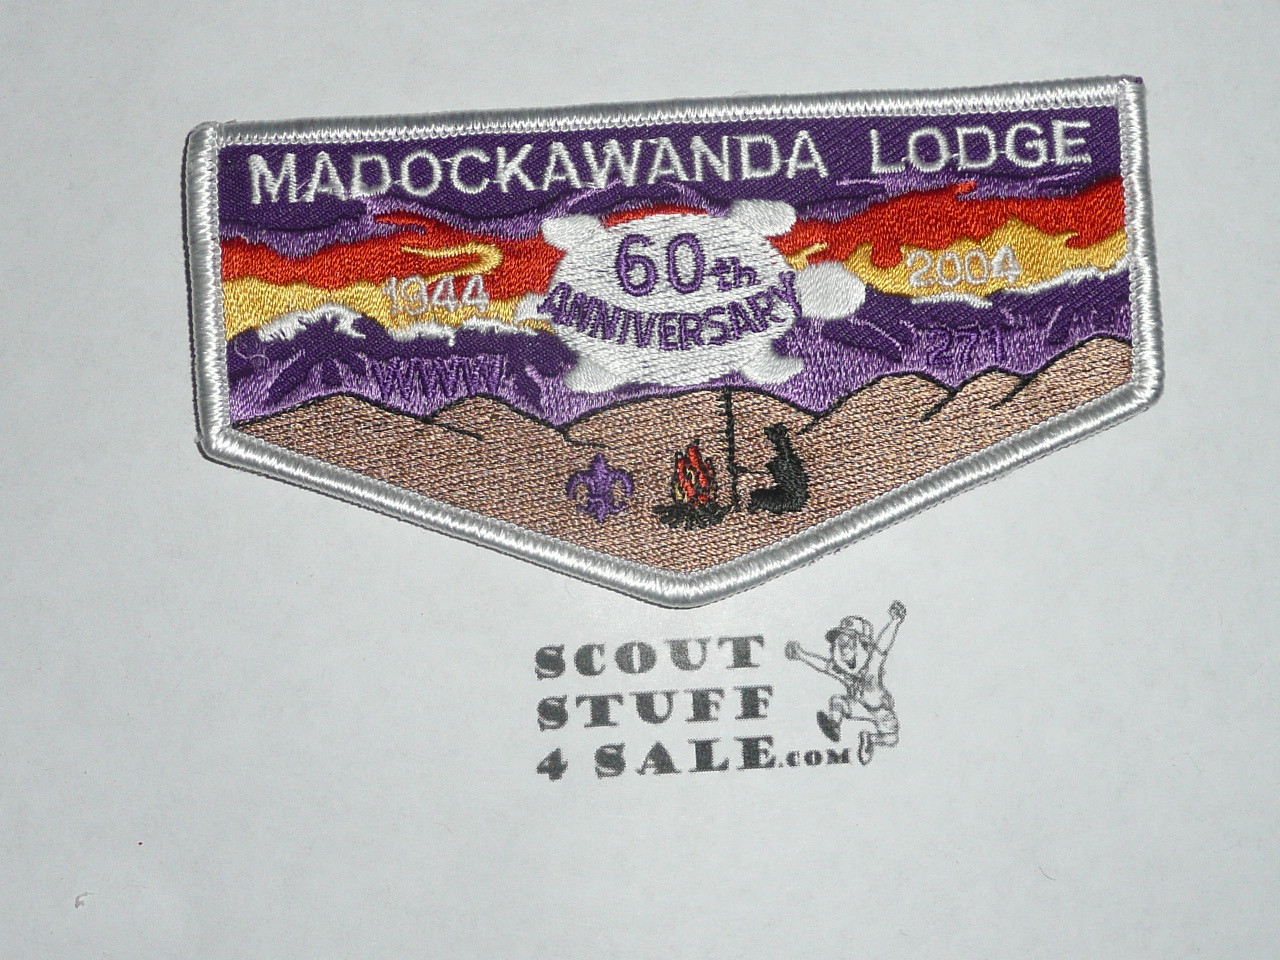 MADOCKAWANDA LODGE
60th
ANNIVERSARY
1944
2004
WWW
271
SCOUT
STUFF
4 SALE.COM